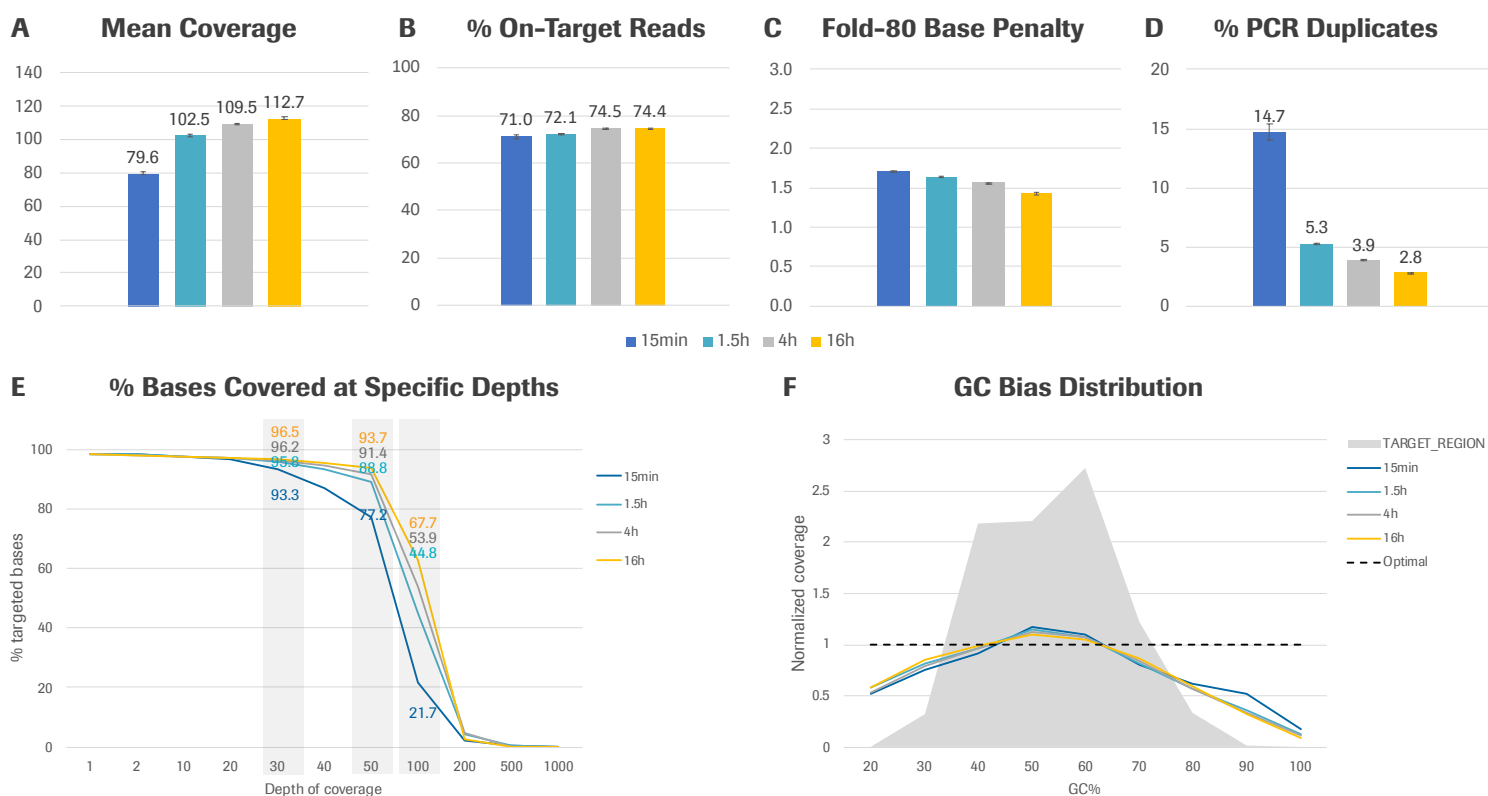 A Mean Coverage
140
120
100
80
60
40
20
0
79.6
102.5
109.5
112.7
B % On-Target Reads
100
80
60
40
20
0
71.0
72.1
74.5
74.4
C Fold-80 Base Penalty
3.0
2.5
2.0
1.5
1.0
0.5
0.0
D % PCR Duplicates
20
15
10
5
0
14.7
5.3
3.9
2.8
15min 1.5h 4h 16h
E % Bases Covered at Specific Depths
% targeted bases
100
80
60
40
20
0
96.5
96.2
95.8
93.3
93.7
91.4
88.8
77.2
67.7
53.9
44.8
21.7
1 2 10 20 30 40 50 100 200 500 1000
Depth of coverage
15min
1.5h
4h
16h
F GC Bias Distribution
Normalized coverage
3
2.5
2
1.5
1
0.5
0
20 30 40 50 60 70 80 90 100
GC%
TARGET_REGION
15min
1.5h
4h
16h
Optimal